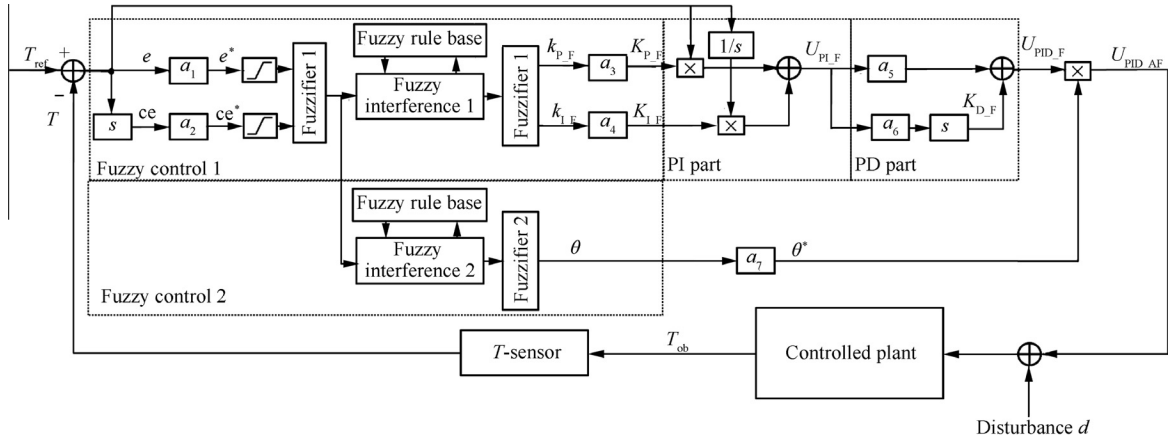 T_ref
+
−
T
e
a_1
e*
s
ce
a_2
ce*
Fuzzifier 1
Fuzzy rule base
Fuzzy
interference 1
Fuzzifier 1
k_P_F
a_3
K_P_F
k_I_F
a_4
K_I_F
Fuzzy control 1
×
1/s
×
U_PI_F
PI part
a_5
a_6
s
K_D_F
PD part
U_PID_F
×
U_PID_AF
Fuzzy rule base
Fuzzy
interference 2
Fuzzifier 2
θ
a_7
θ*
Fuzzy control 2
T-sensor
T_ob
Controlled plant
Disturbance d